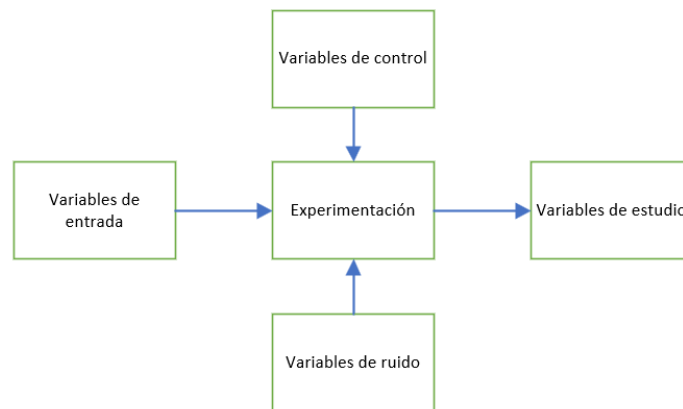 Variables de control
Variables de
entrada
Experimentación
Variables de estudio
Variables de ruido